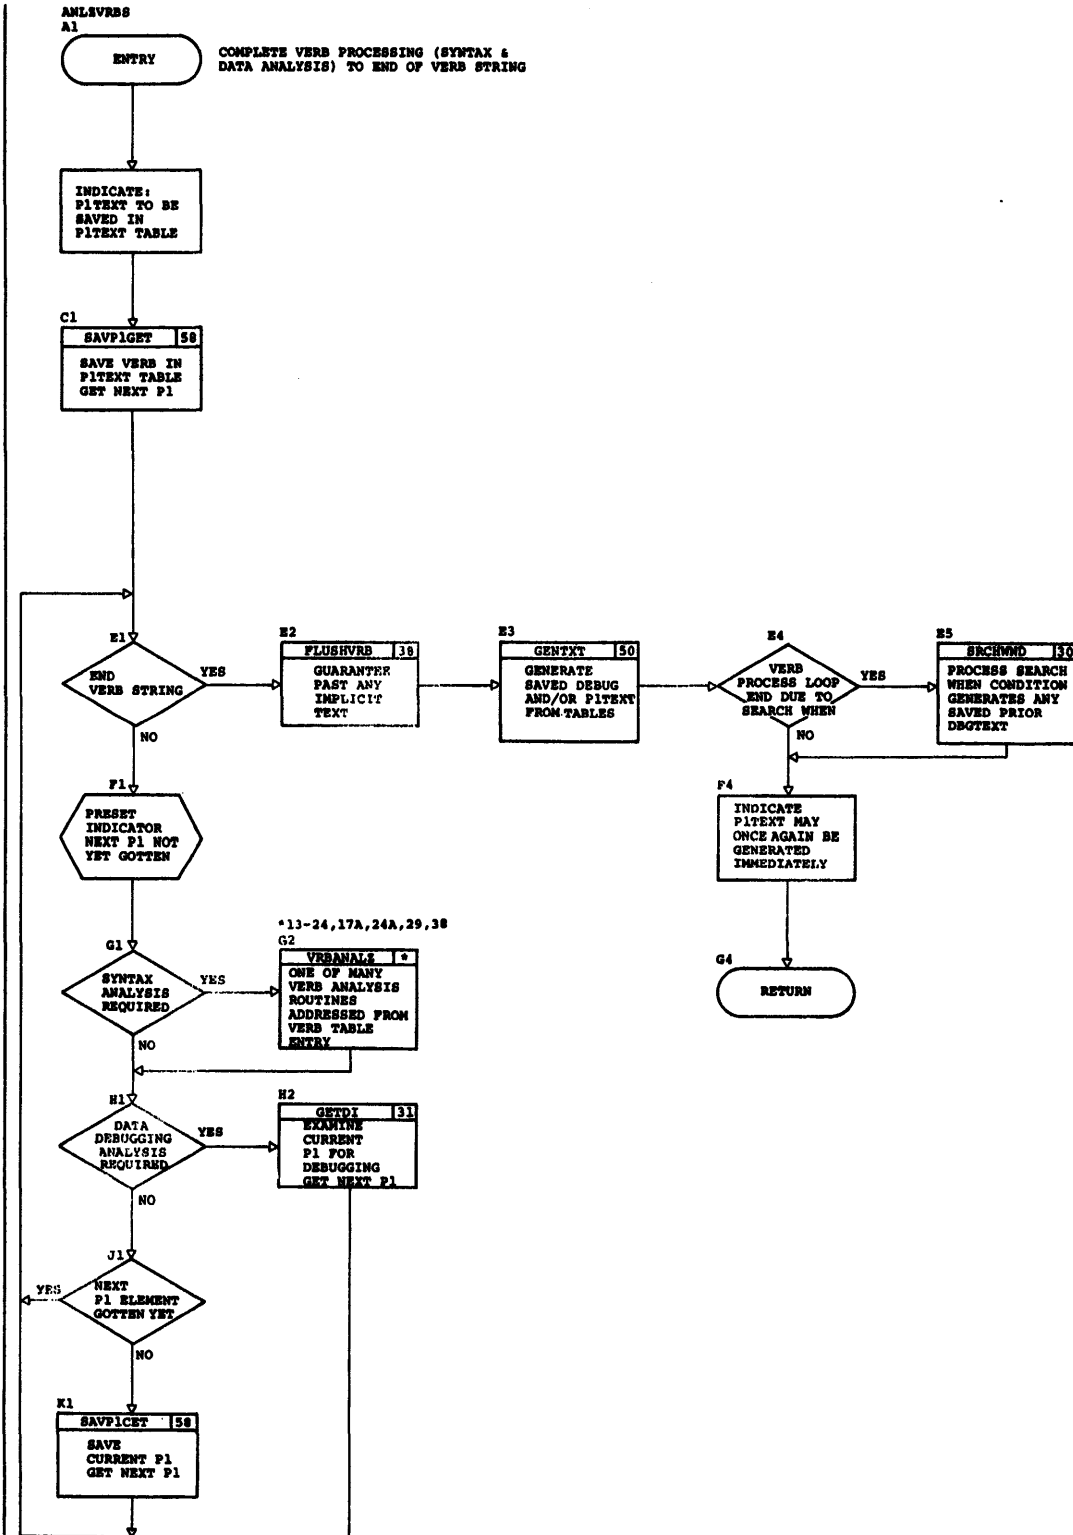 ANLZVRBS
A1
ENTRY
COMPLETE VERB PROCESSING (SYNTAX &
DATA ANALYSIS) TO END OF VERB STRING
INDICATE:
P1TEXT TO BE
SAVED IN
P1TEXT TABLE
C1
SAVP1GET 58
SAVE VERB IN
P1TEXT TABLE
GET NEXT P1
E1
END
VERB STRING
YES
NO
E2
FLUSHVRB 38
GUARANTEE
PAST ANY
IMPLICIT
TEXT
E3
GENTXT 50
GENERATE
SAVED DEBUG
AND/OR P1TEXT
FROM TABLES
E4
VERB
PROCESS LOOP
END DUE TO
SEARCH WHEN
YES
NO
E5
SRCHWND 30
PROCESS SEARCH
WHEN CONDITION
GENERATES ANY
SAVED PRIOR
DBGTEXT
F1
PRESET
INDICATOR
NEXT P1 NOT
YET GOTTEN
F4
INDICATE
P1TEXT MAY
ONCE AGAIN BE
GENERATED
IMMEDIATELY
G1
SYNTAX
ANALYSIS
REQUIRED
YES
NO
*13-24,17A,24A,29,38
G2
VRBANALZ *
ONE OF MANY
VERB ANALYSIS
ROUTINES
ADDRESSED FROM
VERB TABLE
ENTRY
G4
RETURN
H1
DATA
DEBUGGING
ANALYSIS
REQUIRED
YES
NO
H2
GETDI 31
EXAMINE
CURRENT
P1 FOR
DEBUGGING
GET NEXT P1
J1
NEXT
P1 ELEMENT
GOTTEN YET
YES
NO
K1
SAVP1CET 58
SAVE
CURRENT P1
GET NEXT P1